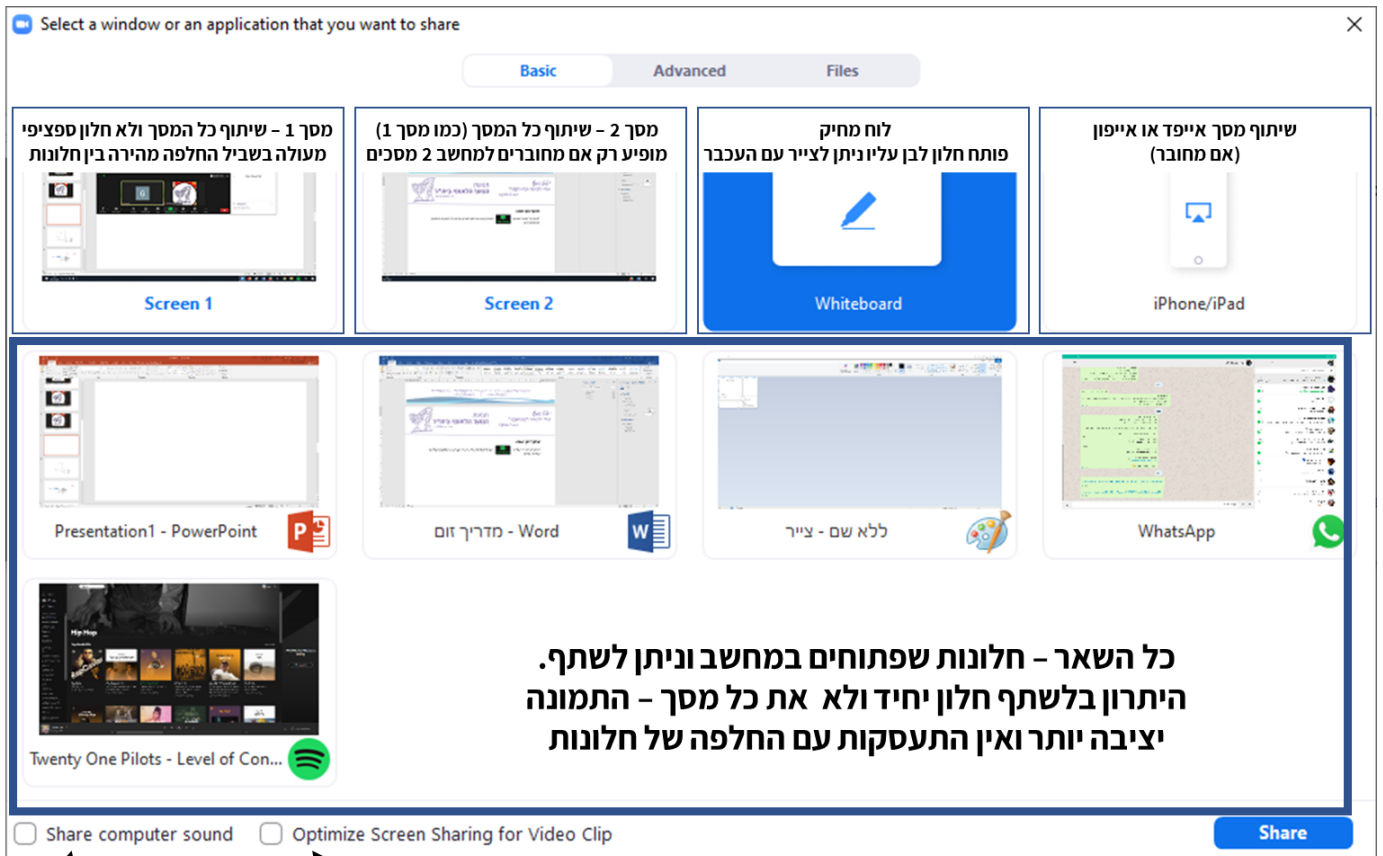 Select a window or an application that you want to share
Basic
Advanced
Files
מסך 1 – שיתוף כל המסך ולא חלון ספציפי
מעולה בשביל החלפה מהירה בין חלונות
Screen 1
מסך 2 – שיתוף כל המסך (כמו מסך 1)
מופיע רק אם מחוברים למחשב 2 מסכים
Screen 2
לוח מחיק
פותח חלון לבן עליו ניתן לצייר עם העכבר
Whiteboard
שיתוף מסך אייפד או אייפון
(אם מחובר)
iPhone/iPad
Presentation1 - PowerPoint
מדריך זום - Word
ללא שם - צייר
WhatsApp
Hip Hop
Twenty One Pilots - Level of Con...
כל השאר – חלונות שפתוחים במחשב וניתן לשתף.
היתרון בלשתף חלון יחיד ולא את כל מסך – התמונה
יציבה יותר ואין התעסקות עם החלפה של חלונות
Share computer sound
Optimize Screen Sharing for Video Clip
Share